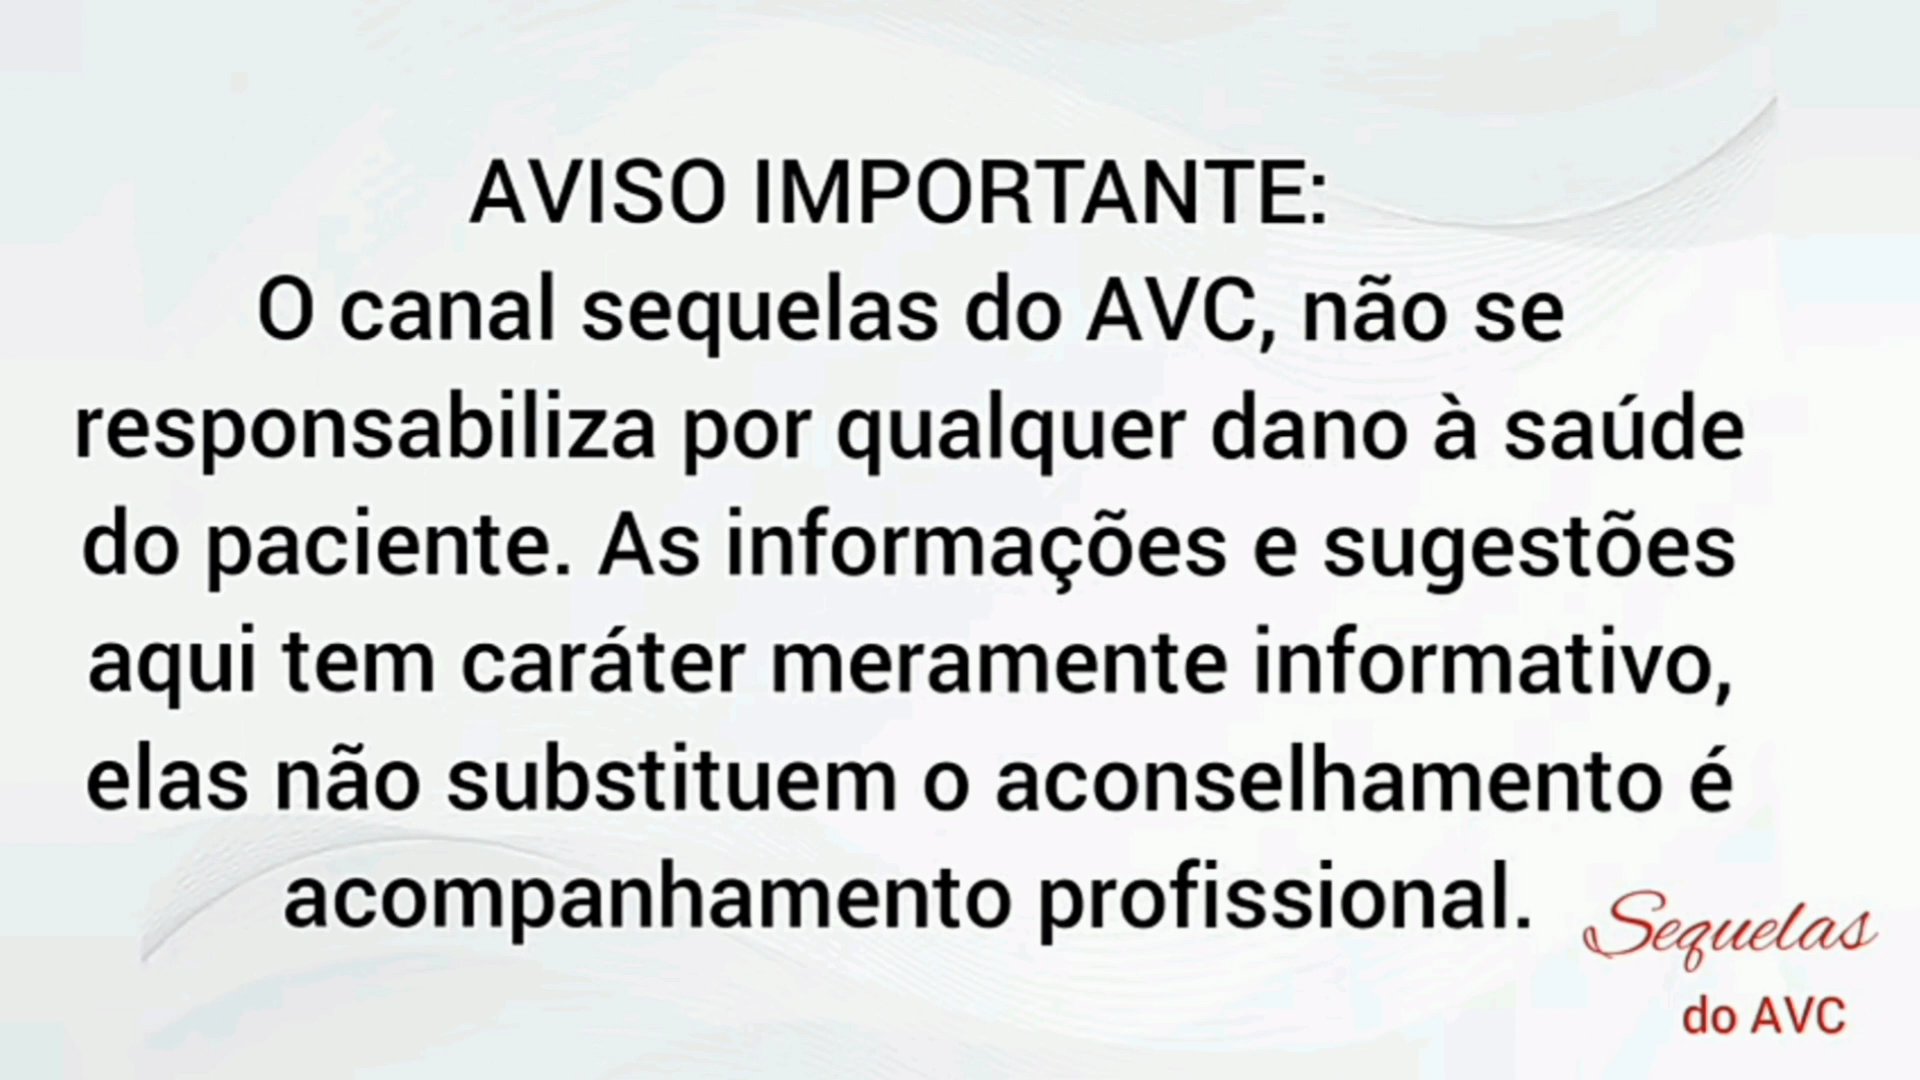 AVISO IMPORTANTE:
O canal sequelas do AVC, não se
responsabiliza por qualquer dano à saúde
do paciente. As informações e sugestões
aqui tem caráter meramente informativo,
elas não substituem o aconselhamento é
acompanhamento profissional.
Sequelas
do AVC